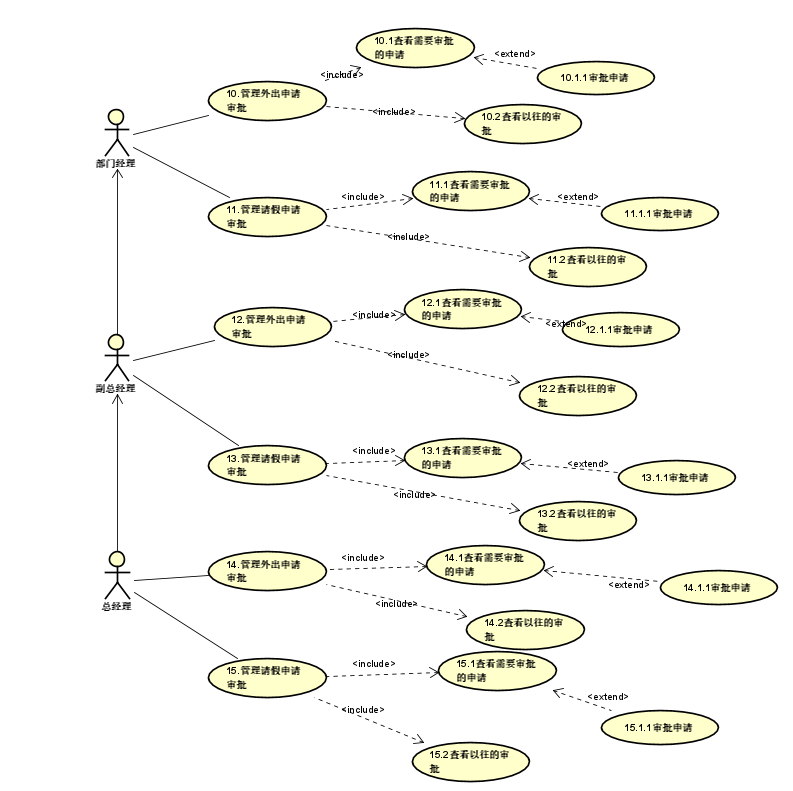 10.1查看需要审批
的申请
<extend>
10.1.1审批申请
<include>
10.管理外出申请
审批
<include>
10.2查看以往的审
批
部门经理
11.1查看需要审批
的申请
<include>
<extend>
11.管理请假申请
审批
11.1.1审批申请
<include>
11.2查看以往的审
批
12.1查看需要审批
的申请
<include>
<extend>
12.管理外出申请
审批
12.1.1审批申请
<include>
12.2查看以往的审
批
副总经理
13.1查看需要审批
的申请
<include>
<extend>
13.管理请假申请
审批
13.1.1审批申请
<include>
13.2查看以往的审
批
14.1查看需要审批
的申请
<include>
14.管理外出申请
审批
<extend>
14.1.1审批申请
<include>
14.2查看以往的审
批
总经理
15.1查看需要审批
的申请
<include>
15.管理请假申请
审批
<extend>
15.1.1审批申请
<include>
15.2查看以往的审
批